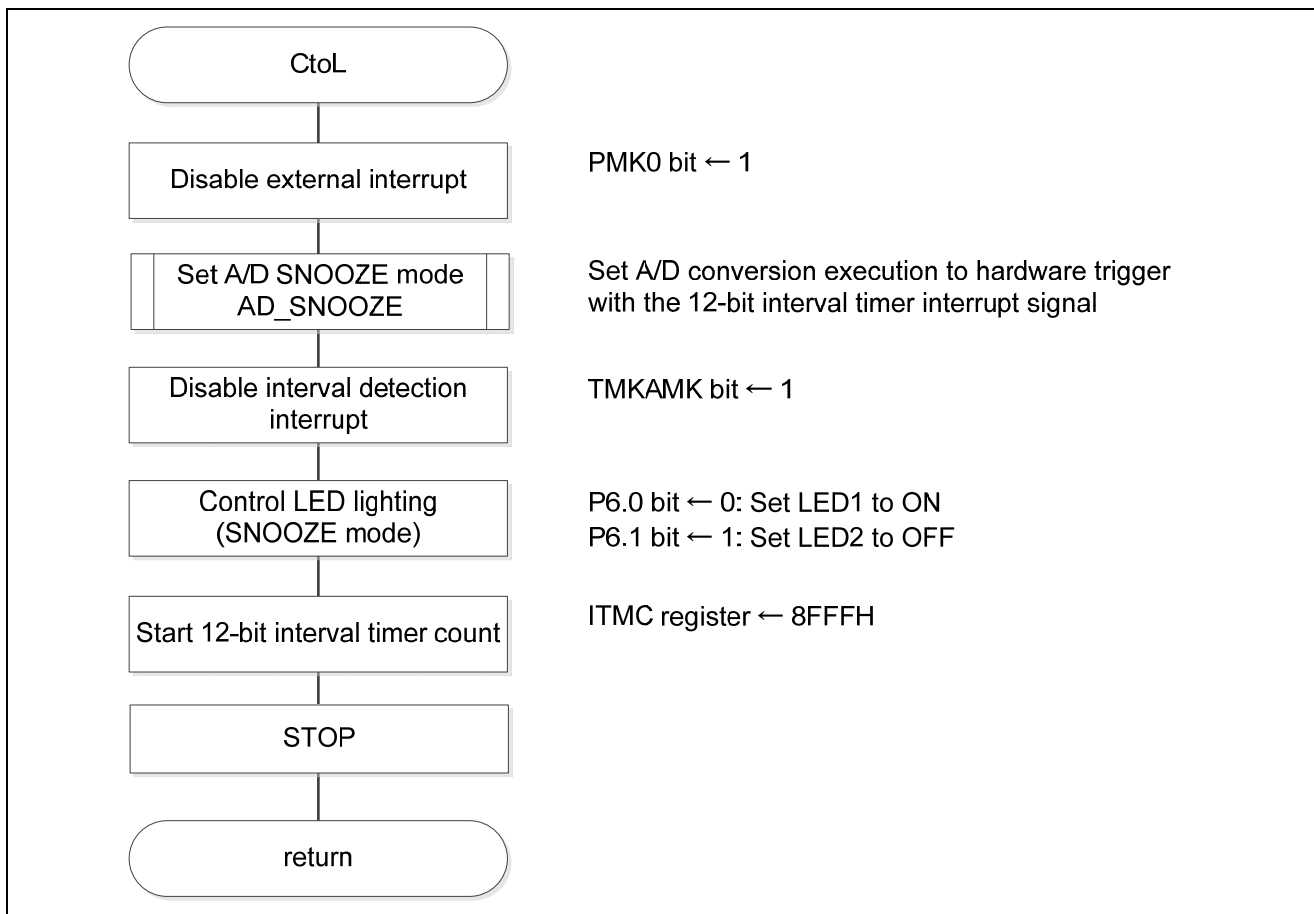 CtoL
Disable external interrupt
PMK0 bit ← 1
Set A/D SNOOZE mode
AD_SNOOZE
Set A/D conversion execution to hardware trigger
with the 12-bit interval timer interrupt signal
Disable interval detection
interrupt
TMKAMK bit ← 1
Control LED lighting
(SNOOZE mode)
P6.0 bit ← 0: Set LED1 to ON
P6.1 bit ← 1: Set LED2 to OFF
Start 12-bit interval timer count
ITMC register ← 8FFFH
STOP
return